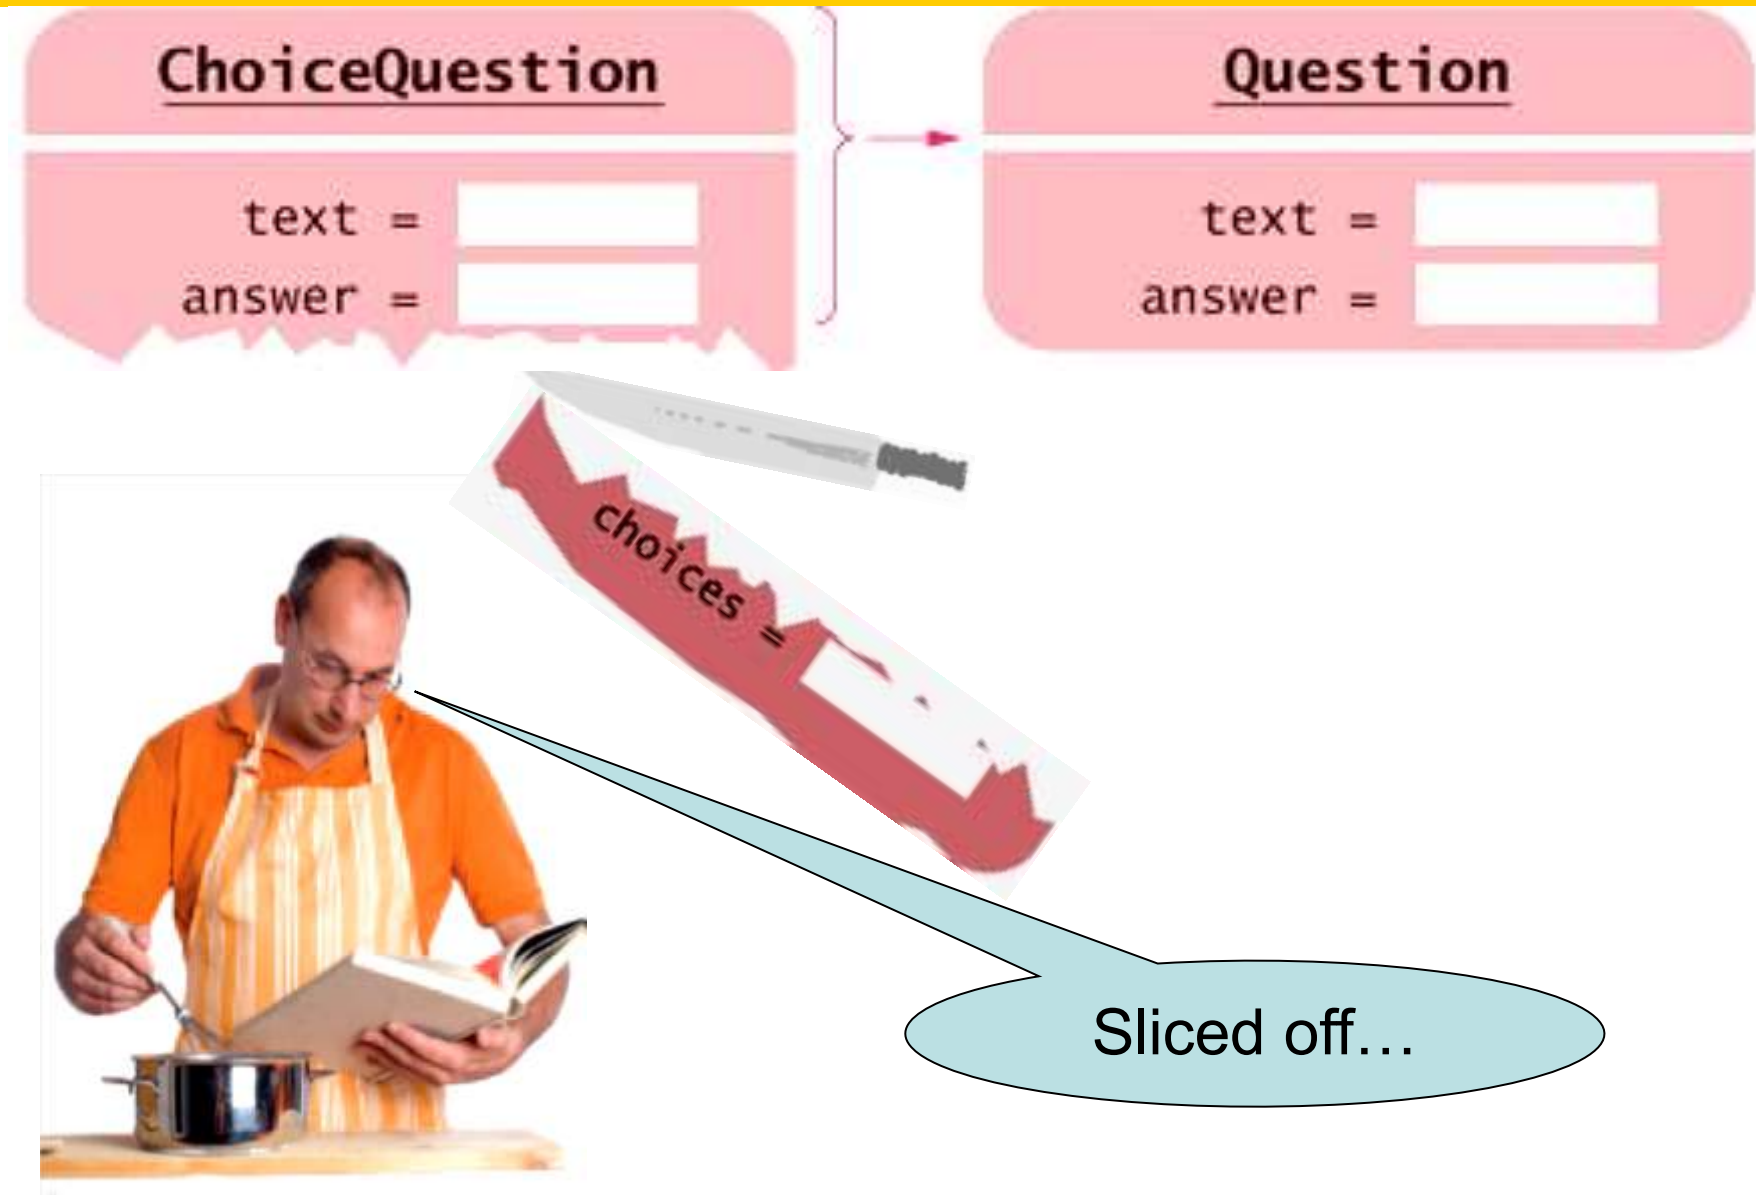 ChoiceQuestion
text =
answer =
Question
text =
answer =
choices =
Sliced off…